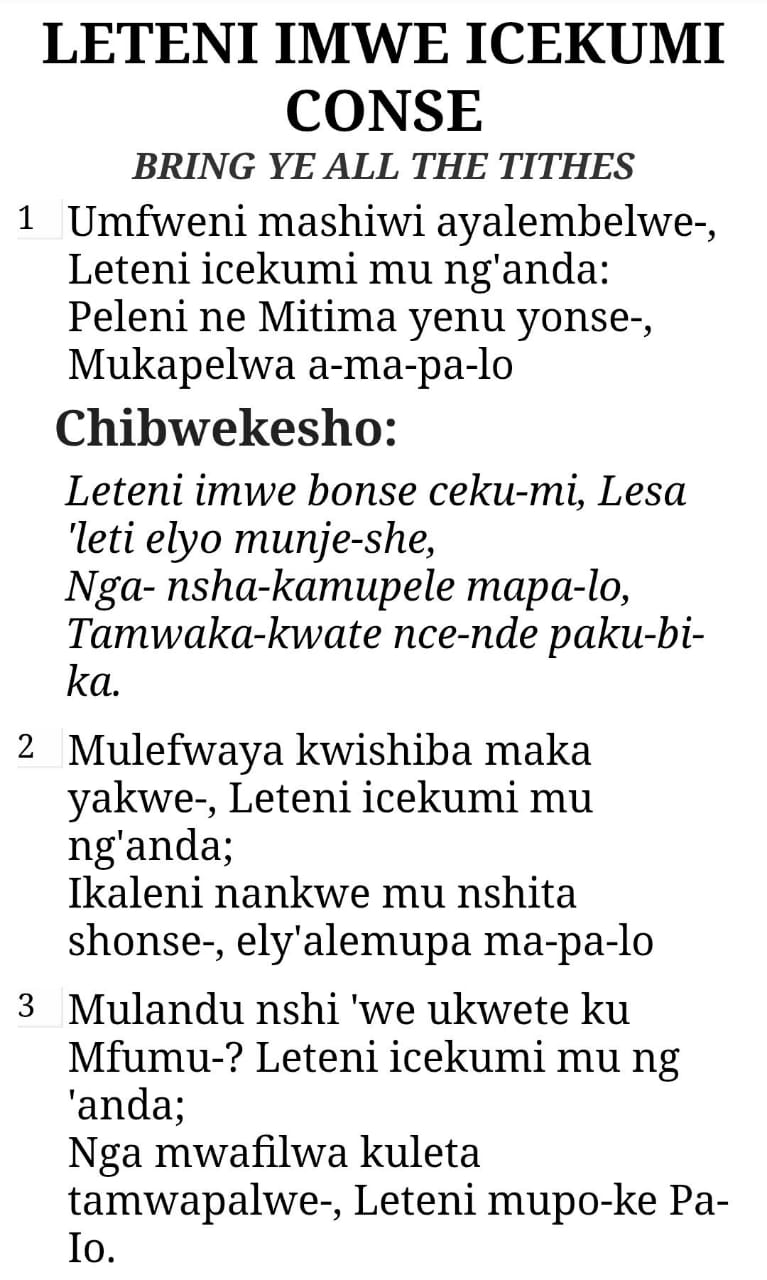 LETENI IMWE ICEKUMI
CONSE
BRING YE ALL THE TITHES
1 Umfweni mashiwi ayalembelwe-,
Leteni icekumi mu ng'anda:
Peleni ne Mitima yenu yonse-,
Mukapelwa a-ma-pa-lo
Chibwekesho:
Leteni imwe bonse ceku-mi, Lesa
'leti elyo munje-she,
Nga- nsha-kamupele mapa-lo,
Tamwaka-kwate nce-nde paku-bi-
ka.
2 Mulefwaya kwishiba maka
yakwe-, Leteni icekumi mu
ng'anda;
Ikaleni nankwe mu nshita
shonse-, ely'alemupa ma-pa-lo
3 Mulandu nshi 'we ukwete ku
Mfumu-? Leteni icekumi mu ng
'anda;
Nga mwafilwa kuleta
tamwapalwe-, Leteni mupo-ke Pa-
Io.